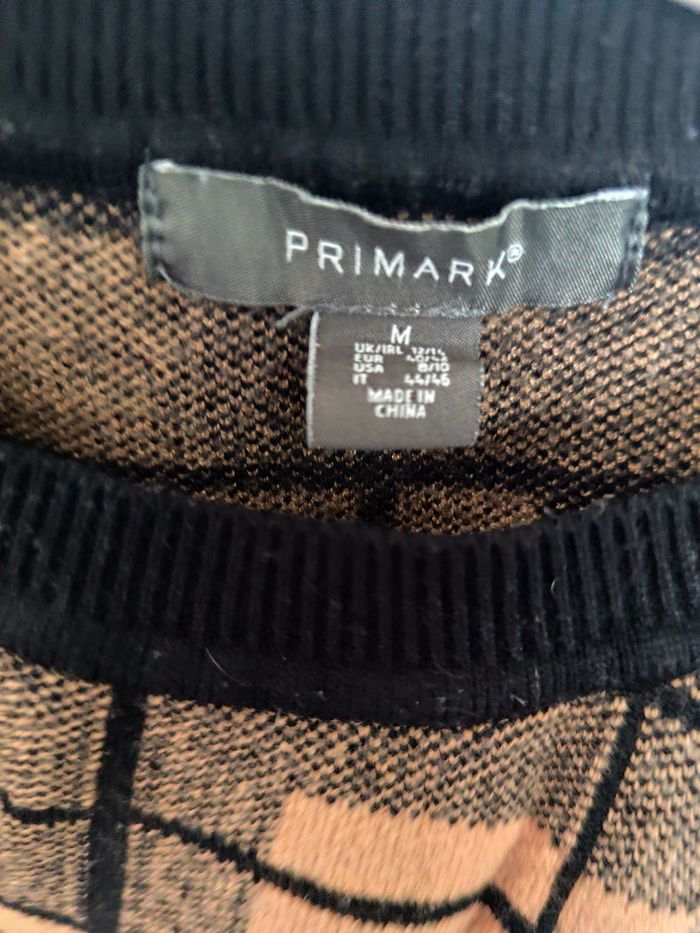 PRIMARK®
M
UK/IRL 12/14
EUR 40/42
USA 8/10
IT 44/46
MADE IN
CHINA